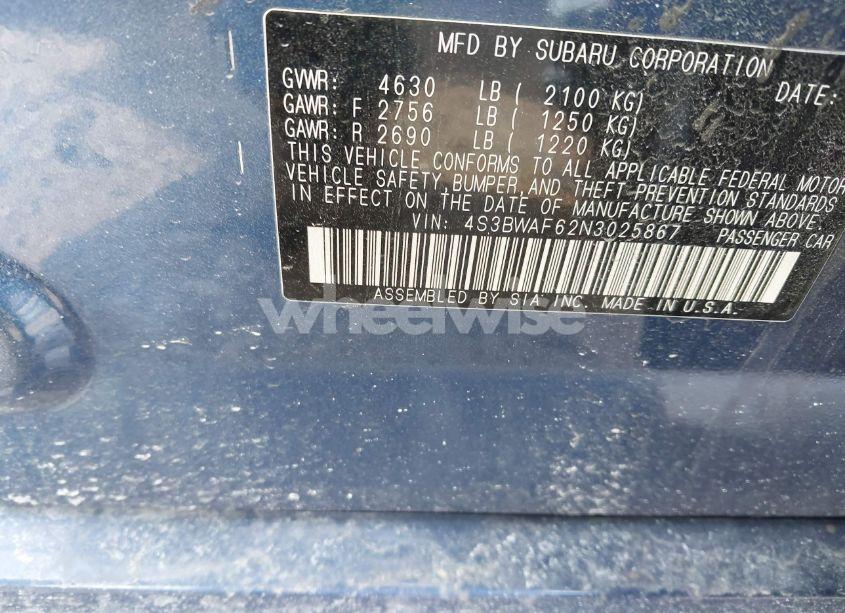 MFD BY SUBARU CORPORATION
GVWR: 4630 LB ( 2100 KG) DATE:
GAWR: F 2756 LB ( 1250 KG)
GAWR: R 2690 LB ( 1220 KG)
THIS VEHICLE CONFORMS TO ALL APPLICABLE FEDERAL MOTOR
VEHICLE SAFETY, BUMPER, AND THEFT PREVENTION STANDARDS
IN EFFECT ON THE DATE OF MANUFACTURE SHOWN ABOVE.
VIN: 4S3BWAF62N3025867 PASSENGER CAR
ASSEMBLED BY SIA, INC. MADE IN U.S.A.
wheelwise